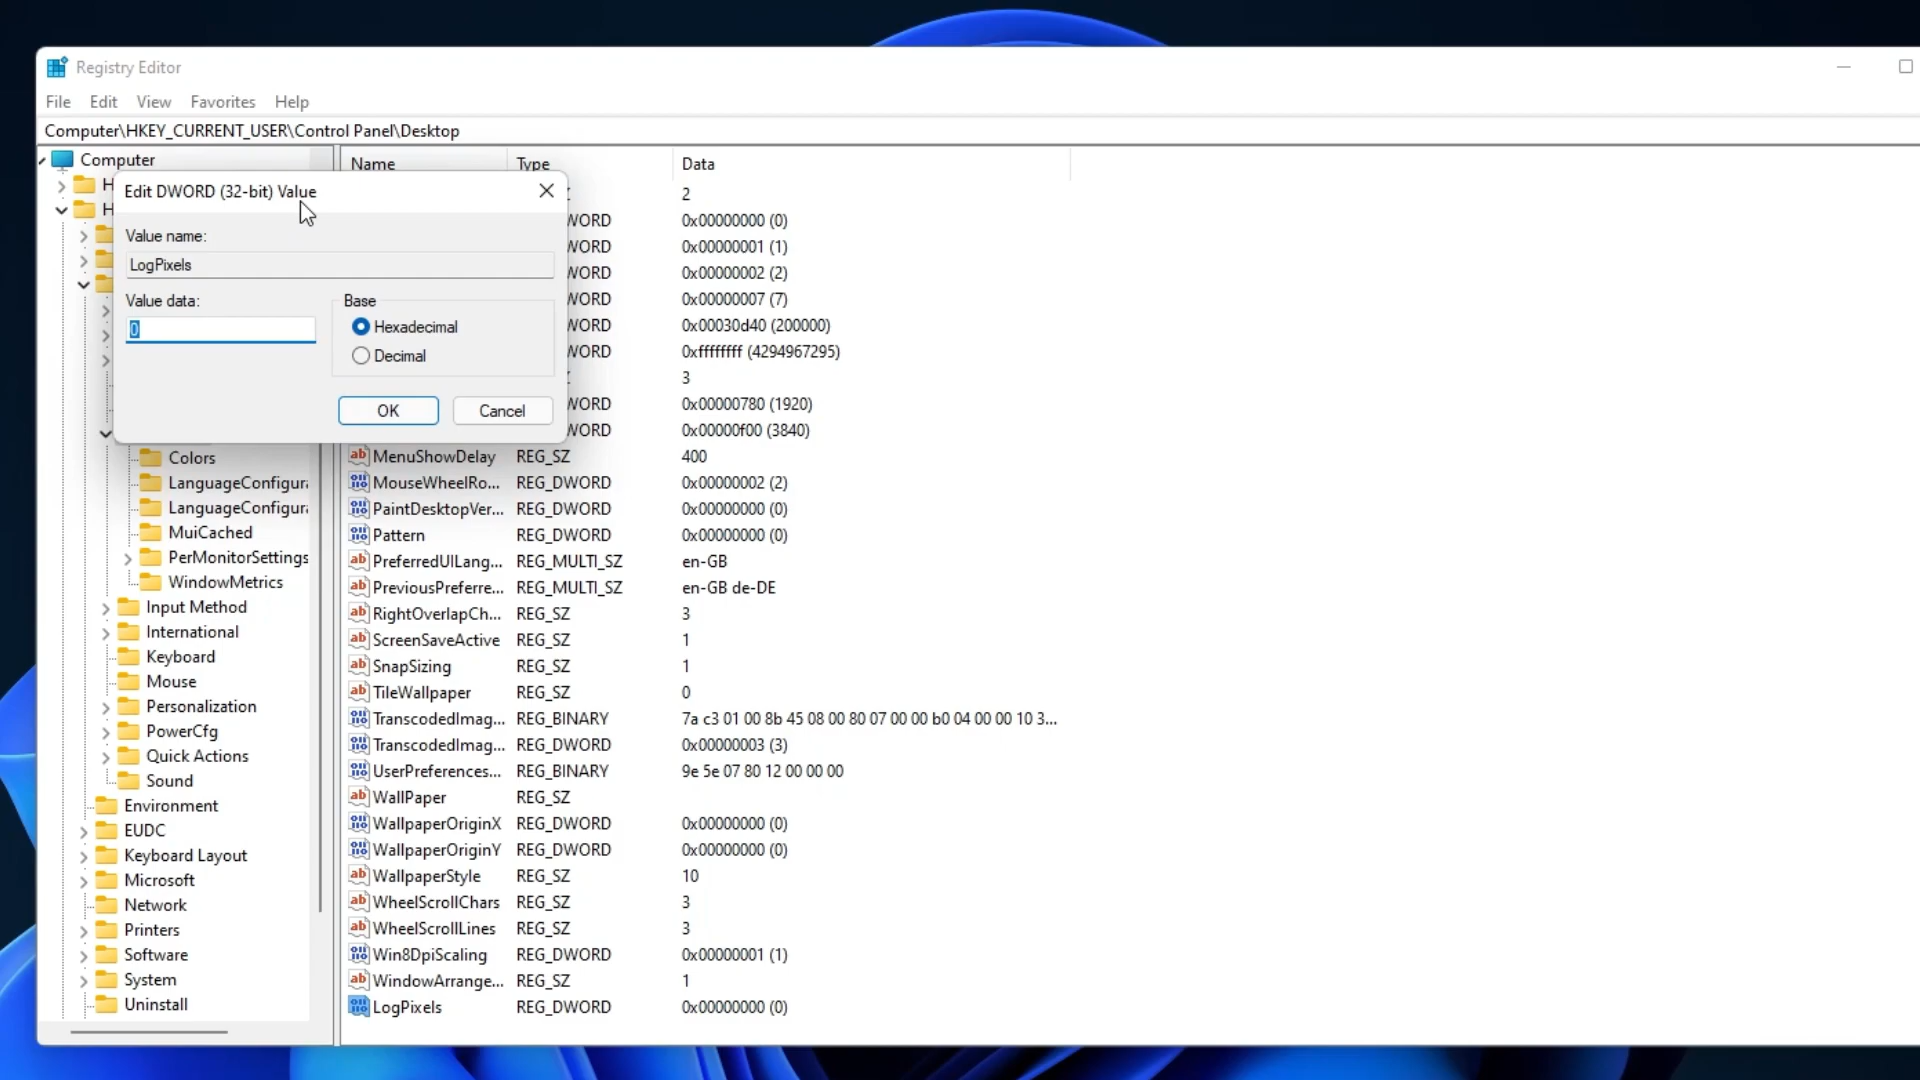 Registry Editor
File Edit View Favorites Help
Computer\HKEY_CURRENT_USER\Control Panel\Desktop
Computer
Name Type Data
Edit DWORD (32-bit) Value
Value name:
LogPixels
Value data:
0
Base
Hexadecimal
Decimal
OK Cancel
2
WORD 0x00000000 (0)
WORD 0x00000001 (1)
WORD 0x00000002 (2)
WORD 0x00000007 (7)
WORD 0x00030d40 (200000)
WORD 0xffffffff (4294967295)
3
WORD 0x00000780 (1920)
WORD 0x00000f00 (3840)
MenuShowDelay REG_SZ 400
MouseWheelRo... REG_DWORD 0x00000002 (2)
PaintDesktopVer... REG_DWORD 0x00000000 (0)
Pattern REG_DWORD 0x00000000 (0)
PreferredUILang... REG_MULTI_SZ en-GB
PreviousPreferre... REG_MULTI_SZ en-GB de-DE
RightOverlapCh... REG_SZ 3
ScreenSaveActive REG_SZ 1
SnapSizing REG_SZ 1
TileWallpaper REG_SZ 0
TranscodedImag... REG_BINARY 7a c3 01 00 8b 45 08 00 80 07 00 00 b0 04 00 00 10 3...
TranscodedImag... REG_DWORD 0x00000003 (3)
UserPreferences... REG_BINARY 9e 5e 07 80 12 00 00 00
WallPaper REG_SZ
WallpaperOriginX REG_DWORD 0x00000000 (0)
WallpaperOriginY REG_DWORD 0x00000000 (0)
WallpaperStyle REG_SZ 10
WheelScrollChars REG_SZ 3
WheelScrollLines REG_SZ 3
Win8DpiScaling REG_DWORD 0x00000001 (1)
WindowArrange... REG_SZ 1
LogPixels REG_DWORD 0x00000000 (0)
H
H
Colors
LanguageConfigura
LanguageConfigura
MuiCached
PerMonitorSettings
WindowMetrics
Input Method
International
Keyboard
Mouse
Personalization
PowerCfg
Quick Actions
Sound
Environment
EUDC
Keyboard Layout
Microsoft
Network
Printers
Software
System
Uninstall